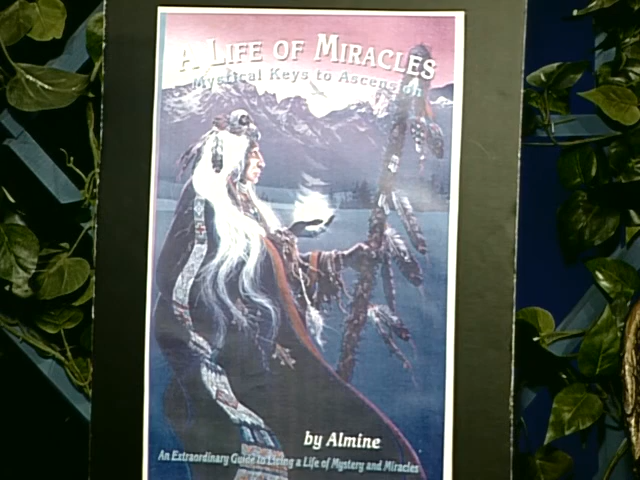 A LIFE OF MIRACLES
Mystical Keys to Ascension
by Almine
An Extraordinary Guide to Living a Life of Mystery and Miracles